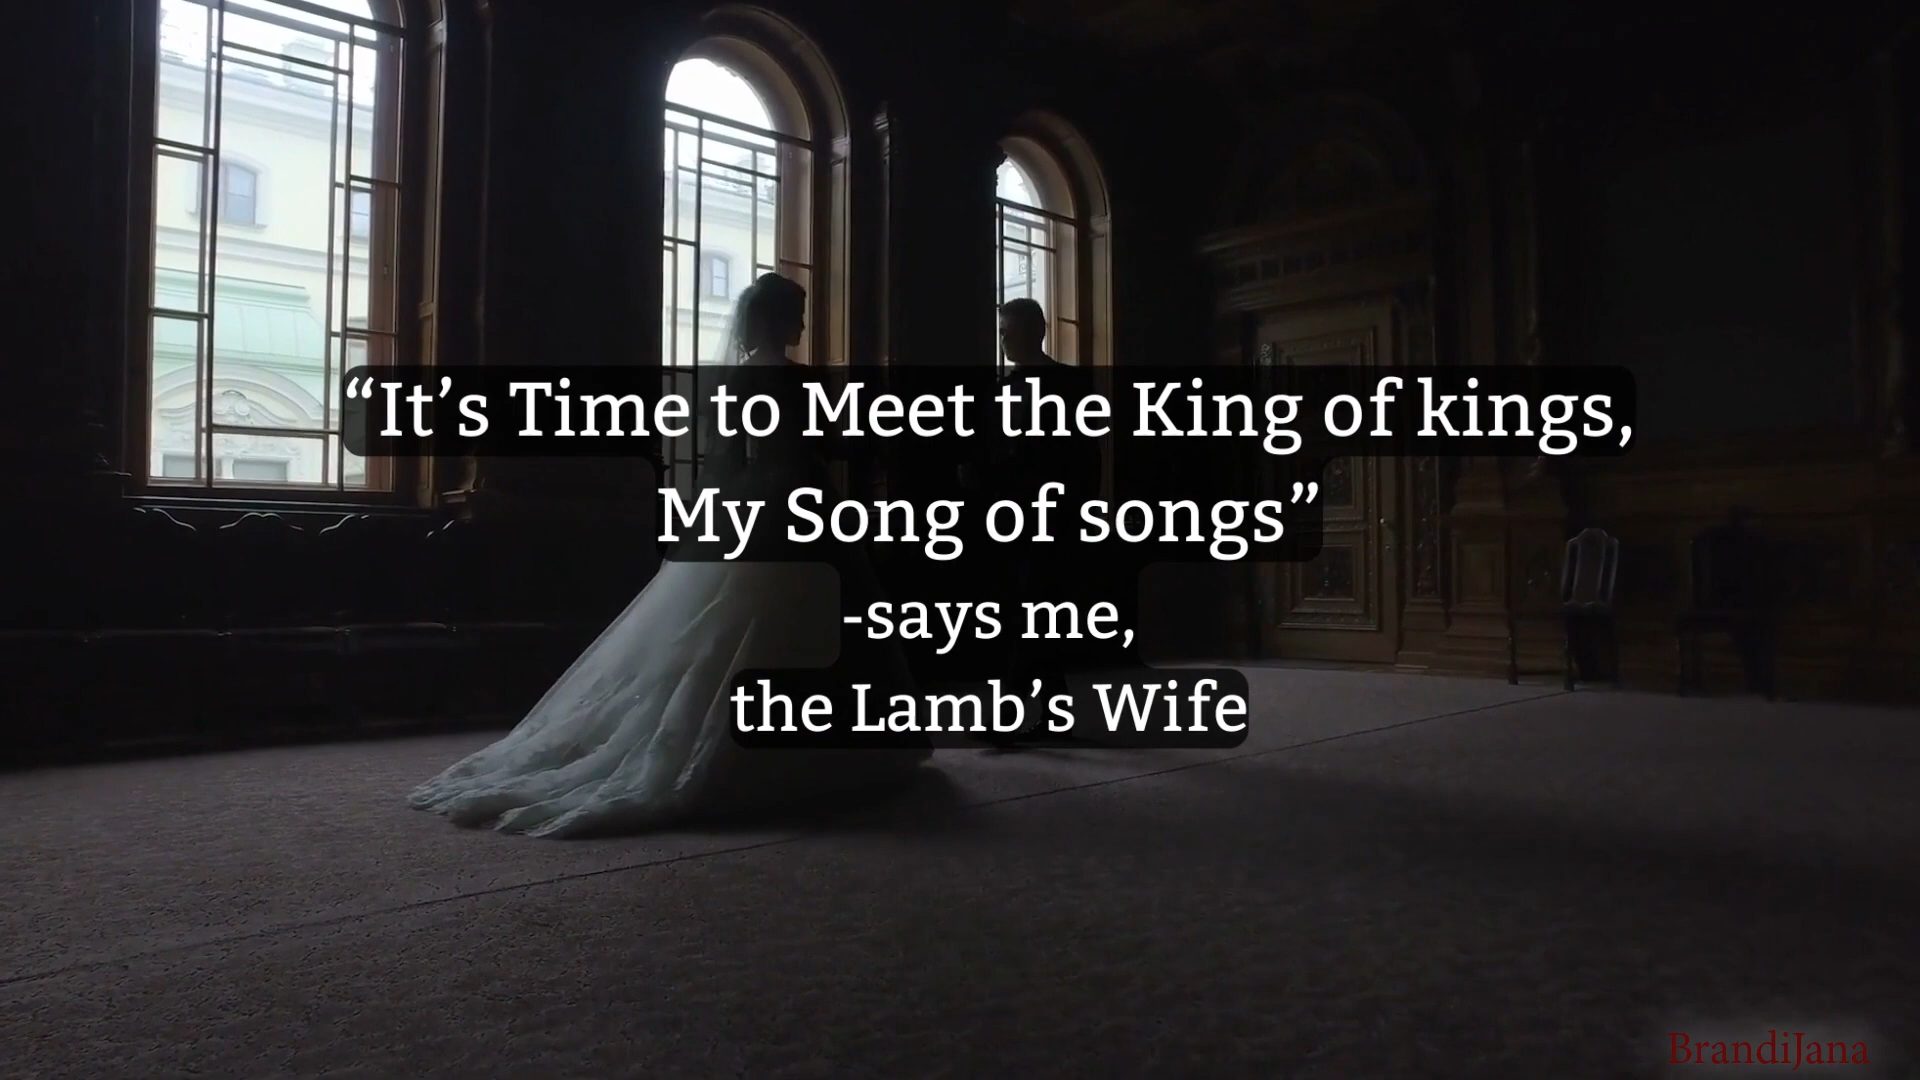 “It’s Time to Meet the King of kings,
My Song of songs”
-says me,
the Lamb’s Wife
BrandiJana